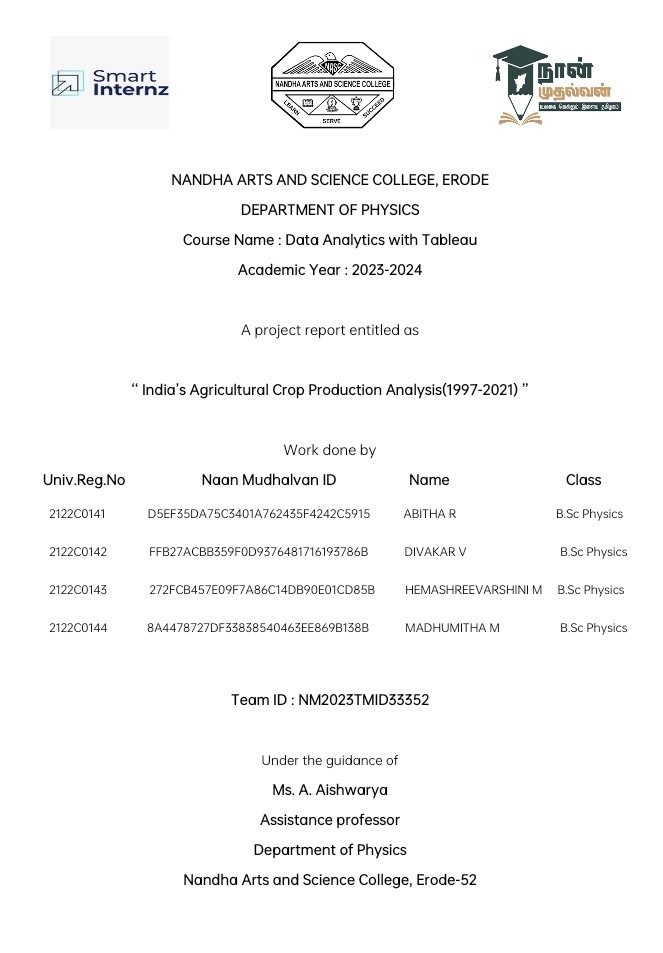 Smart
Internz
NANDHA ARTS AND SCIENCE COLLEGE
LEARN
SERVE
SUCCEED
நான்
முதல்வன்
உலகை வெல்லும் இளைய தமிழகம்
NANDHA ARTS AND SCIENCE COLLEGE, ERODE
DEPARTMENT OF PHYSICS
Course Name : Data Analytics with Tableau
Academic Year : 2023-2024
A project report entitled as
“ India’s Agricultural Crop Production Analysis(1997-2021) ”
Work done by
Univ.Reg.No Naan Mudhalvan ID Name Class
2122C0141 D5EF35DA75C3401A762435F4242C5915 ABITHA R B.Sc Physics
2122C0142 FFB27ACBB359F0D9376481716193786B DIVAKAR V B.Sc Physics
2122C0143 272FCB457E09F7A86C14DB90E01CD85B HEMASHREEVARSHINI M B.Sc Physics
2122C0144 8A4478727DF33838540463EE869B138B MADHUMITHA M B.Sc Physics
Team ID : NM2023TMID33352
Under the guidance of
Ms. A. Aishwarya
Assistance professor
Department of Physics
Nandha Arts and Science College, Erode-52